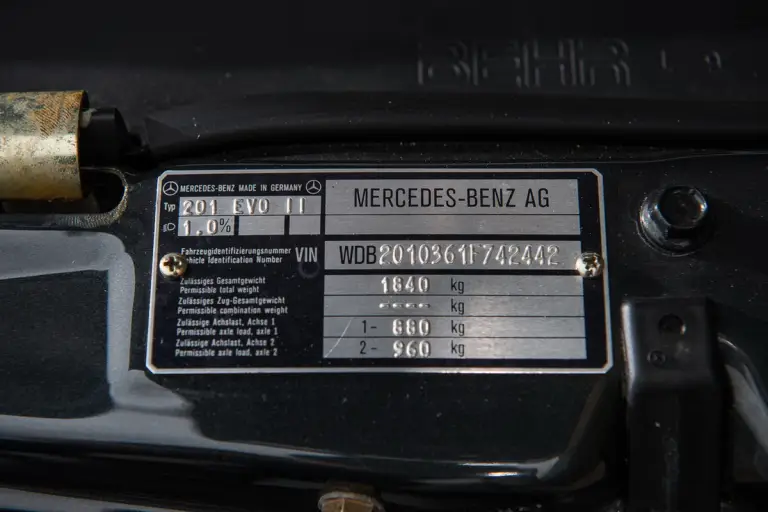 BEHR
MERCEDES-BENZ MADE IN GERMANY
MERCEDES-BENZ AG
Typ 201 EVO II
1.0%
Fahrzeugidentifizierungsnummer
Vehicle Identification Number VIN WDB2010361F742442
Zulässiges Gesamtgewicht
Permissible total weight 1840 kg
Zulässiges Zug-Gesamtgewicht
Permissible combination weight ---- kg
Zulässige Achslast, Achse 1
Permissible axle load, axle 1 1- 880 kg
Zulässige Achslast, Achse 2
Permissible axle load, axle 2 2- 960 kg